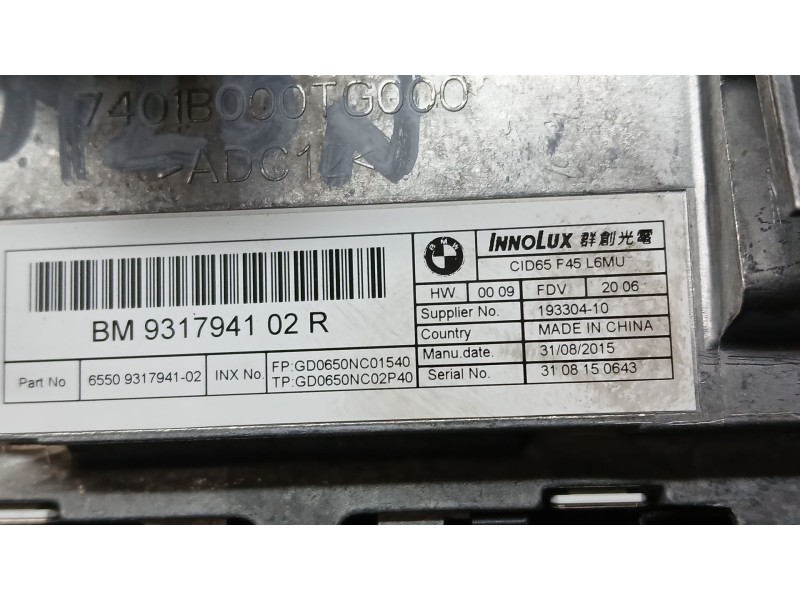 7401B000TG000
>ADC12<
BMW
INNOLUX 群創光電
CID65 F45 L6MU
HW 00 09 FDV 20 06
Supplier No. 193304-10
Country MADE IN CHINA
Manu.date. 31/08/2015
Serial No. 31 08 15 0643
BM 9317941 02 R
Part No 6550 9317941-02 INX No. FP:GD0650NC01540
TP:GD0650NC02P40